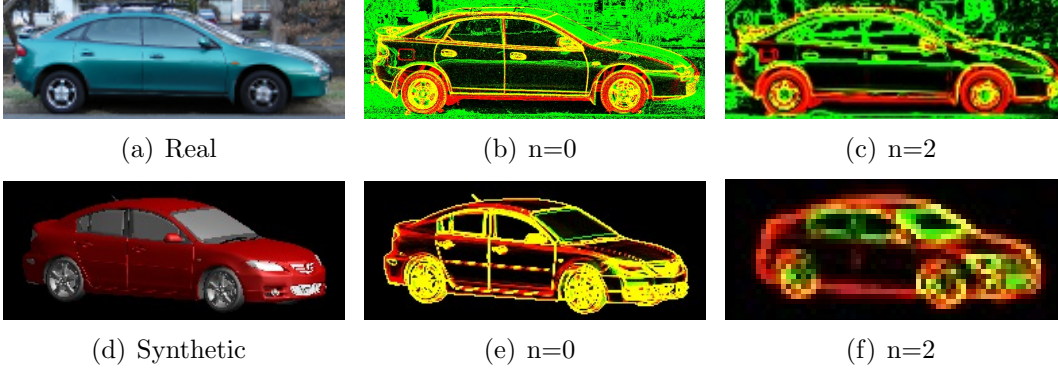 (a) Real
(b) n=0
(c) n=2
(d) Synthetic
(e) n=0
(f) n=2